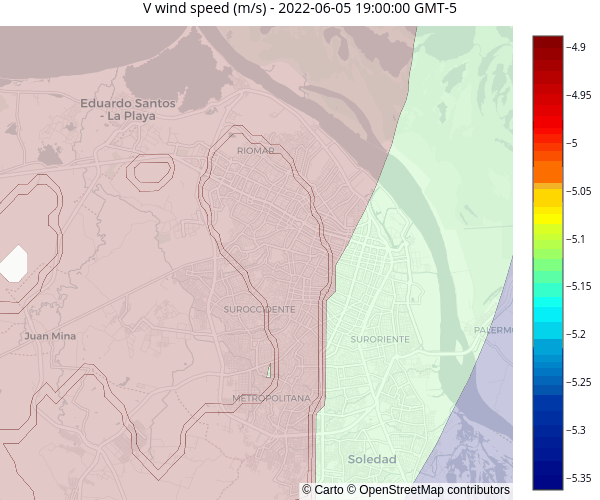 V wind speed (m/s) - 2022-06-05 19:00:00 GMT-5
−4.9
−4.95
−5
−5.05
−5.1
−5.15
−5.2
−5.25
−5.3
−5.35
Eduardo Santos
- La Playa
RIOMAR
SUROCCIDENTE
Juan Mina
SURORIENTE
PALERMO
METROPOLITANA
Soledad
© Carto © OpenStreetMap contributors